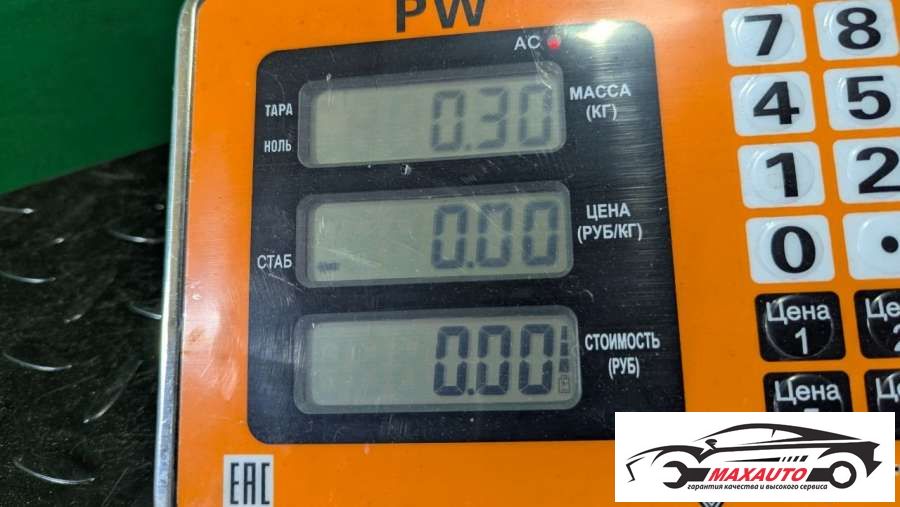 PW
AC
ТАРА
НОЛЬ
0.30
МАССА
(КГ)
СТАБ
0.00
ЦЕНА
(РУБ/КГ)
0.00
СТОИМОСТЬ
(РУБ)
7 8
4 5
1 2
0 .
Цена
1
Цена
EAC
MAXAUTO
гарантия качества и высокого сервиса